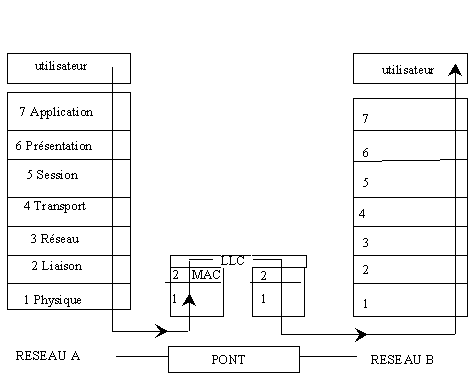 utilisateur
7 Application
6 Présentation
5 Session
4 Transport
3 Réseau
2 Liaison
1 Physique
RESEAU A
LLC
2 MAC
1
2
1
PONT
utilisateur
7
6
5
4
3
2
1
RESEAU B